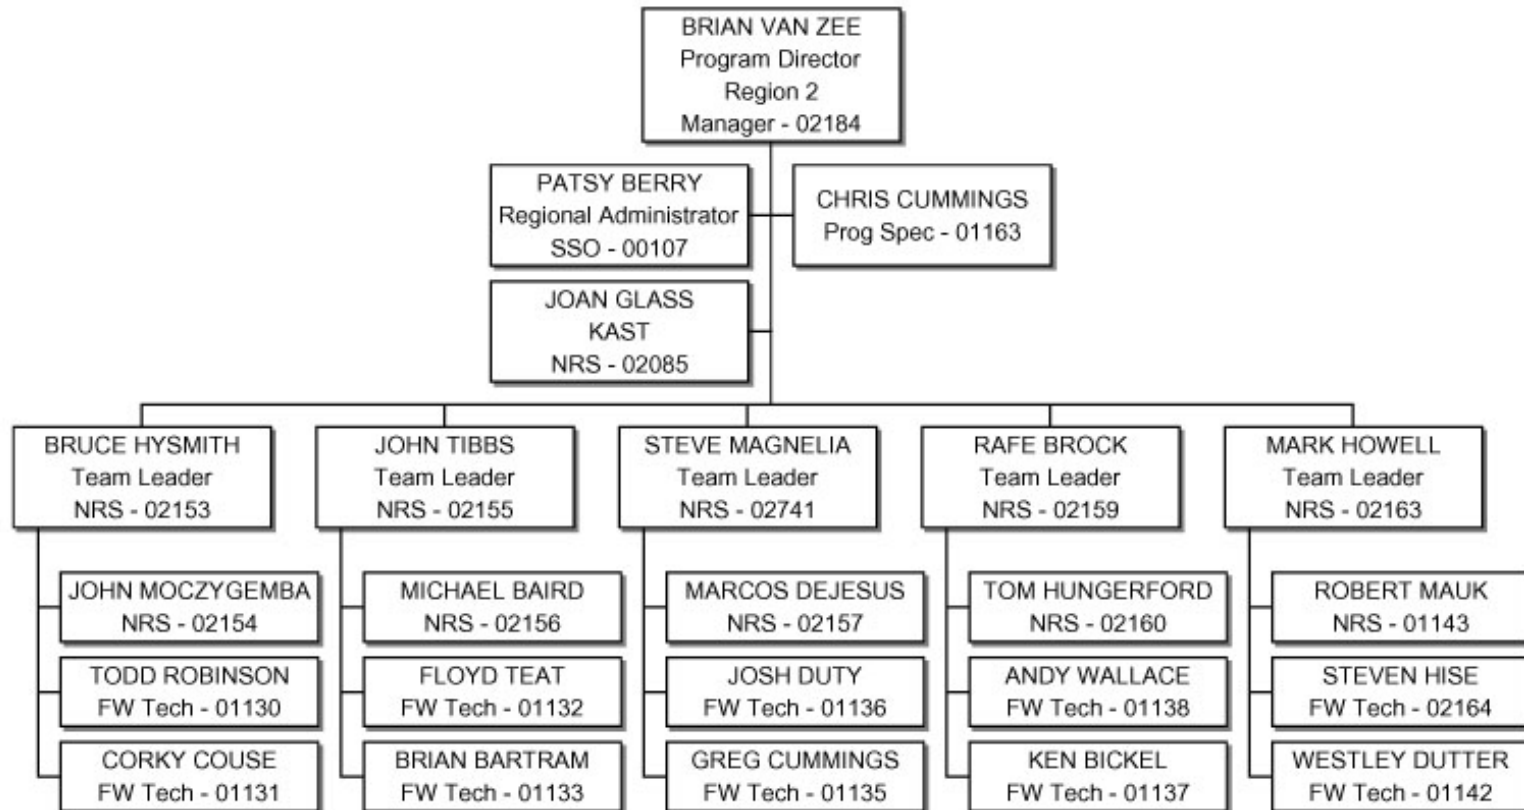 BRIAN VAN ZEE
Program Director
Region 2
Manager - 02184
PATSY BERRY
Regional Administrator
SSO - 00107
CHRIS CUMMINGS
Prog Spec - 01163
JOAN GLASS
KAST
NRS - 02085
BRUCE HYSMITH
Team Leader
NRS - 02153
JOHN TIBBS
Team Leader
NRS - 02155
STEVE MAGNELIA
Team Leader
NRS - 02741
RAFE BROCK
Team Leader
NRS - 02159
MARK HOWELL
Team Leader
NRS - 02163
JOHN MOCZYGEMBA
NRS - 02154
MICHAEL BAIRD
NRS - 02156
MARCOS DEJESUS
NRS - 02157
TOM HUNGERFORD
NRS - 02160
ROBERT MAUK
NRS - 01143
TODD ROBINSON
FW Tech - 01130
FLOYD TEAT
FW Tech - 01132
JOSH DUTY
FW Tech - 01136
ANDY WALLACE
FW Tech - 01138
STEVEN HISE
FW Tech - 02164
CORKY COUSE
FW Tech - 01131
BRIAN BARTRAM
FW Tech - 01133
GREG CUMMINGS
FW Tech - 01135
KEN BICKEL
FW Tech - 01137
WESTLEY DUTTER
FW Tech - 01142